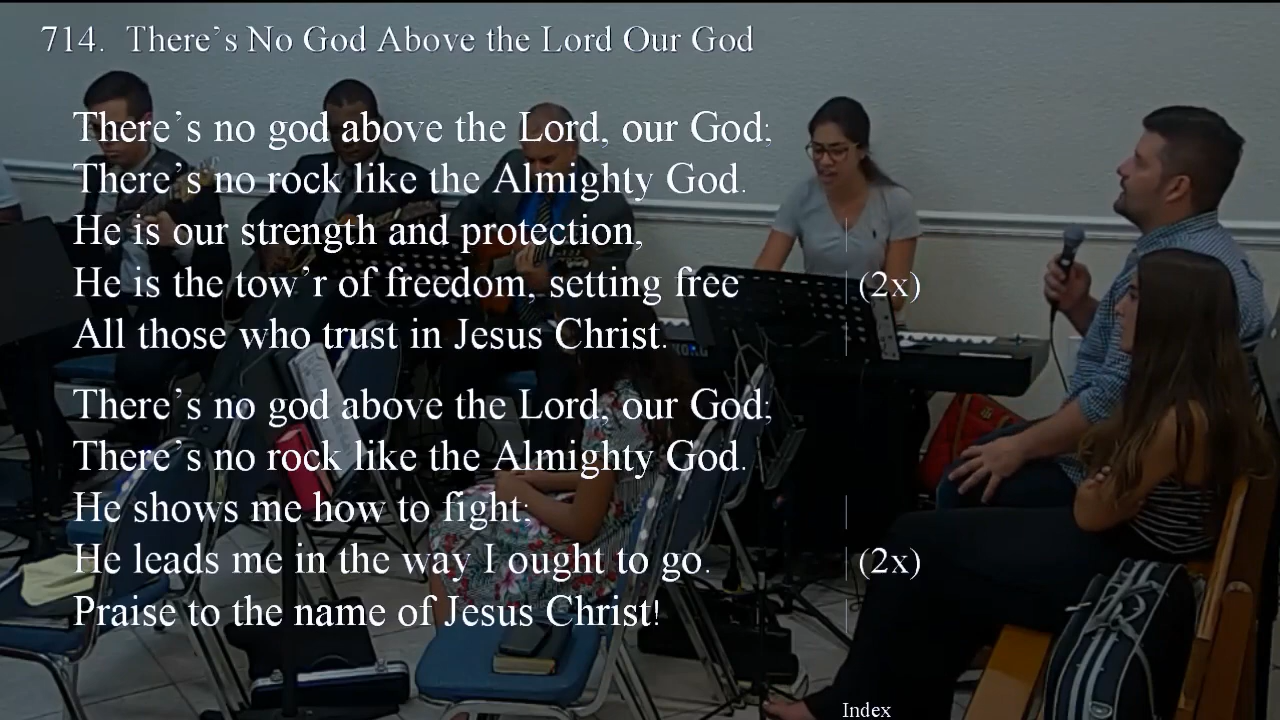 714. There's No God Above the Lord Our God
There's no god above the Lord, our God;
There's no rock like the Almighty God.
He is our strength and protection,
He is the tow'r of freedom, setting free (2x)
All those who trust in Jesus Christ.
There's no god above the Lord, our God;
There's no rock like the Almighty God.
He shows me how to fight;
He leads me in the way I ought to go. (2x)
Praise to the name of Jesus Christ!
KORG
Index